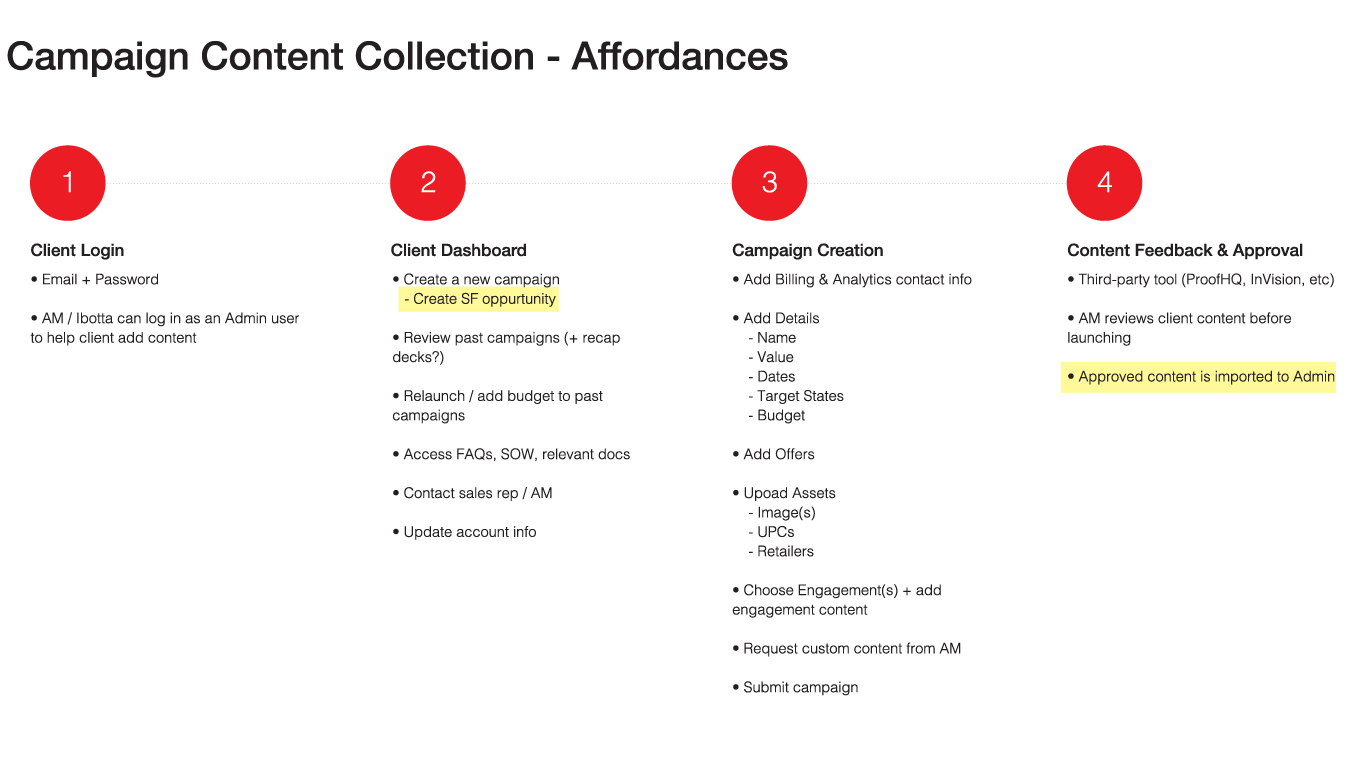 Campaign Content Collection - Affordances
1
2
3
4
Client Login
• Email + Password
• AM / Ibotta can log in as an Admin user
to help client add content
Client Dashboard
• Create a new campaign
- Create SF oppurtunity
• Review past campaigns (+ recap
decks?)
• Relaunch / add budget to past
campaigns
• Access FAQs, SOW, relevant docs
• Contact sales rep / AM
• Update account info
Campaign Creation
• Add Billing & Analytics contact info
• Add Details
- Name
- Value
- Dates
- Target States
- Budget
• Add Offers
• Upoad Assets
- Image(s)
- UPCs
- Retailers
• Choose Engagement(s) + add
engagement content
• Request custom content from AM
• Submit campaign
Content Feedback & Approval
• Third-party tool (ProofHQ, InVision, etc)
• AM reviews client content before
launching
• Approved content is imported to Admin